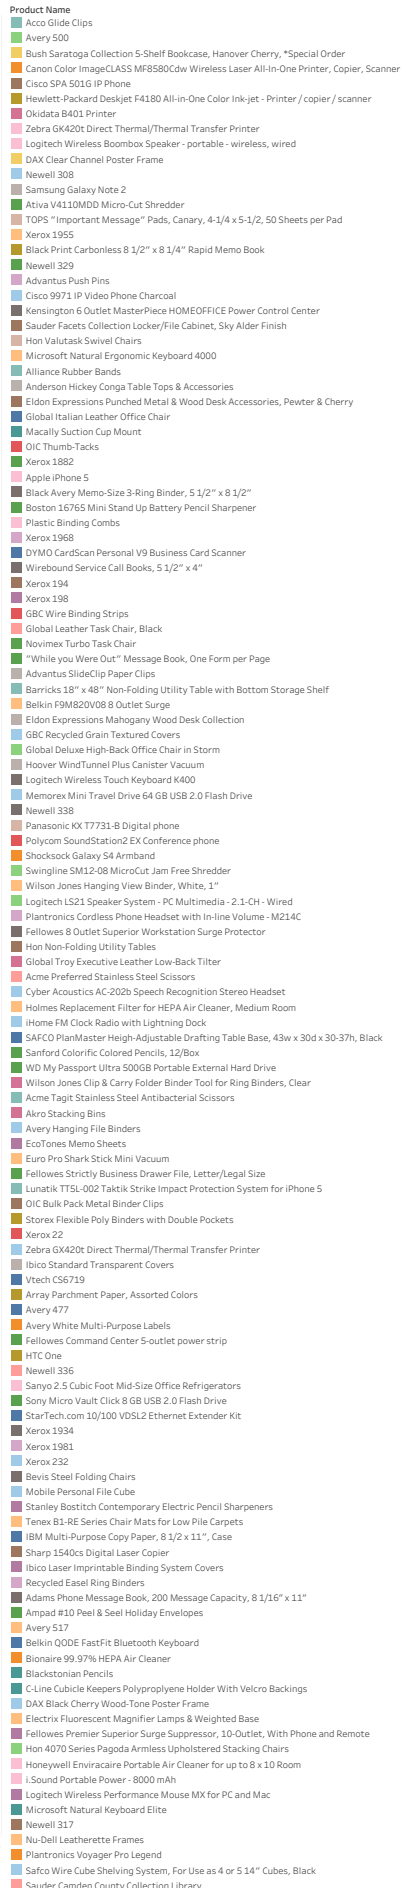 Product Name
Acco Glide Clips
Avery 500
Bush Saratoga Collection 5-Shelf Bookcase, Hanover Cherry, *Special Order
Canon Color ImageCLASS MF8580Cdw Wireless Laser All-In-One Printer, Copier, Scanner
Cisco SPA 501G IP Phone
Hewlett-Packard Deskjet F4180 All-in-One Color Ink-jet - Printer / copier / scanner
Okidata B401 Printer
Zebra GK420t Direct Thermal/Thermal Transfer Printer
Logitech Wireless Boombox Speaker - portable - wireless, wired
DAX Clear Channel Poster Frame
Newell 308
Samsung Galaxy Note 2
Ativa V4110MDD Micro-Cut Shredder
TOPS "Important Message" Pads, Canary, 4-1/4 x 5-1/2, 50 Sheets per Pad
Xerox 1955
Black Print Carbonless 8 1/2" x 8 1/4" Rapid Memo Book
Newell 329
Advantus Push Pins
Cisco 9971 IP Video Phone Charcoal
Kensington 6 Outlet MasterPiece HOMEOFFICE Power Control Center
Sauder Facets Collection Locker/File Cabinet, Sky Alder Finish
Hon Valutask Swivel Chairs
Microsoft Natural Ergonomic Keyboard 4000
Alliance Rubber Bands
Anderson Hickey Conga Table Tops & Accessories
Eldon Expressions Punched Metal & Wood Desk Accessories, Pewter & Cherry
Global Italian Leather Office Chair
Macally Suction Cup Mount
OIC Thumb-Tacks
Xerox 1882
Apple iPhone 5
Black Avery Memo-Size 3-Ring Binder, 5 1/2" x 8 1/2"
Boston 16765 Mini Stand Up Battery Pencil Sharpener
Plastic Binding Combs
Xerox 1968
DYMO CardScan Personal V9 Business Card Scanner
Wirebound Service Call Books, 5 1/2" x 4"
Xerox 194
Xerox 198
GBC Wire Binding Strips
Global Leather Task Chair, Black
Novimex Turbo Task Chair
"While you Were Out" Message Book, One Form per Page
Advantus SlideClip Paper Clips
Barricks 18" x 48" Non-Folding Utility Table with Bottom Storage Shelf
Belkin F9M820V08 8 Outlet Surge
Eldon Expressions Mahogany Wood Desk Collection
GBC Recycled Grain Textured Covers
Global Deluxe High-Back Office Chair in Storm
Hoover WindTunnel Plus Canister Vacuum
Logitech Wireless Touch Keyboard K400
Memorex Mini Travel Drive 64 GB USB 2.0 Flash Drive
Newell 338
Panasonic KX T7731-B Digital phone
Polycom SoundStation2 EX Conference phone
Shocksock Galaxy S4 Armband
Swingline SM12-08 MicroCut Jam Free Shredder
Wilson Jones Hanging View Binder, White, 1"
Logitech LS21 Speaker System - PC Multimedia - 2.1-CH - Wired
Plantronics Cordless Phone Headset with In-line Volume - M214C
Fellowes 8 Outlet Superior Workstation Surge Protector
Hon Non-Folding Utility Tables
Global Troy Executive Leather Low-Back Tilter
Acme Preferred Stainless Steel Scissors
Cyber Acoustics AC-202b Speech Recognition Stereo Headset
Holmes Replacement Filter for HEPA Air Cleaner, Medium Room
iHome FM Clock Radio with Lightning Dock
SAFCO PlanMaster Heigh-Adjustable Drafting Table Base, 43w x 30d x 30-37h, Black
Sanford Colorific Colored Pencils, 12/Box
WD My Passport Ultra 500GB Portable External Hard Drive
Wilson Jones Clip & Carry Folder Binder Tool for Ring Binders, Clear
Acme Tagit Stainless Steel Antibacterial Scissors
Akro Stacking Bins
Avery Hanging File Binders
EcoTones Memo Sheets
Euro Pro Shark Stick Mini Vacuum
Fellowes Strictly Business Drawer File, Letter/Legal Size
Lunatik TT5L-002 Taktik Strike Impact Protection System for iPhone 5
OIC Bulk Pack Metal Binder Clips
Storex Flexible Poly Binders with Double Pockets
Xerox 22
Zebra GX420t Direct Thermal/Thermal Transfer Printer
Ibico Standard Transparent Covers
Vtech CS6719
Array Parchment Paper, Assorted Colors
Avery 477
Avery White Multi-Purpose Labels
Fellowes Command Center 5-outlet power strip
HTC One
Newell 336
Sanyo 2.5 Cubic Foot Mid-Size Office Refrigerators
Sony Micro Vault Click 8 GB USB 2.0 Flash Drive
StarTech.com 10/100 VDSL2 Ethernet Extender Kit
Xerox 1934
Xerox 1981
Xerox 232
Bevis Steel Folding Chairs
Mobile Personal File Cube
Stanley Bostitch Contemporary Electric Pencil Sharpeners
Tenex B1-RE Series Chair Mats for Low Pile Carpets
IBM Multi-Purpose Copy Paper, 8 1/2 x 11", Case
Sharp 1540cs Digital Laser Copier
Ibico Laser Imprintable Binding System Covers
Recycled Easel Ring Binders
Adams Phone Message Book, 200 Message Capacity, 8 1/16" x 11"
Ampad #10 Peel & Seel Holiday Envelopes
Avery 517
Belkin QODE FastFit Bluetooth Keyboard
Bionaire 99.97% HEPA Air Cleaner
Blackstonian Pencils
C-Line Cubicle Keepers Polyproplyene Holder With Velcro Backings
DAX Black Cherry Wood-Tone Poster Frame
Electrix Fluorescent Magnifier Lamps & Weighted Base
Fellowes Premier Superior Surge Suppressor, 10-Outlet, With Phone and Remote
Hon 4070 Series Pagoda Armless Upholstered Stacking Chairs
Honeywell Enviracaire Portable Air Cleaner for up to 8 x 10 Room
i.Sound Portable Power - 8000 mAh
Logitech Wireless Performance Mouse MX for PC and Mac
Microsoft Natural Keyboard Elite
Newell 317
Nu-Dell Leatherette Frames
Plantronics Voyager Pro Legend
Safco Wire Cube Shelving System, For Use as 4 or 5 14" Cubes, Black
Sauder Camden County Collection Library